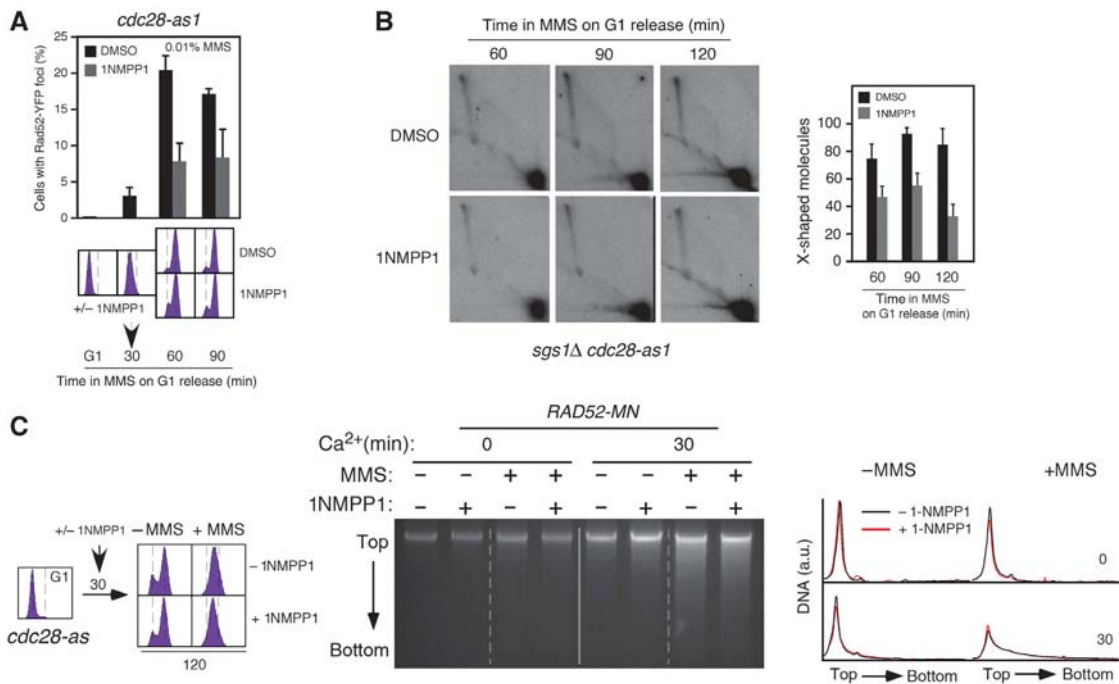 A
cdc28-as1
DMSO
1NMPP1
0.01% MMS
Cells with Rad52-YFP foci (%)
25
20
15
10
5
0
DMSO
1NMPP1
+/− 1NMPP1
G1 30 60 90
Time in MMS on G1 release (min)
B
Time in MMS on G1 release (min)
60 90 120
DMSO
1NMPP1
sgs1Δ cdc28-as1
DMSO
1NMPP1
X-shaped molecules
100
80
60
40
20
0
60 90 120
Time in MMS
on G1 release (min)
C
+/− 1NMPP1
−MMS + MMS
G1
30
− 1NMPP1
+ 1NMPP1
cdc28-as
120
RAD52-MN
Ca2+(min): 0 30
MMS: − − + + − − + +
1NMPP1: − + − + − + − +
Top
Bottom
−MMS +MMS
− 1-NMPP1
+ 1-NMPP1
DNA (a.u.)
0
30
Top Bottom Top Bottom